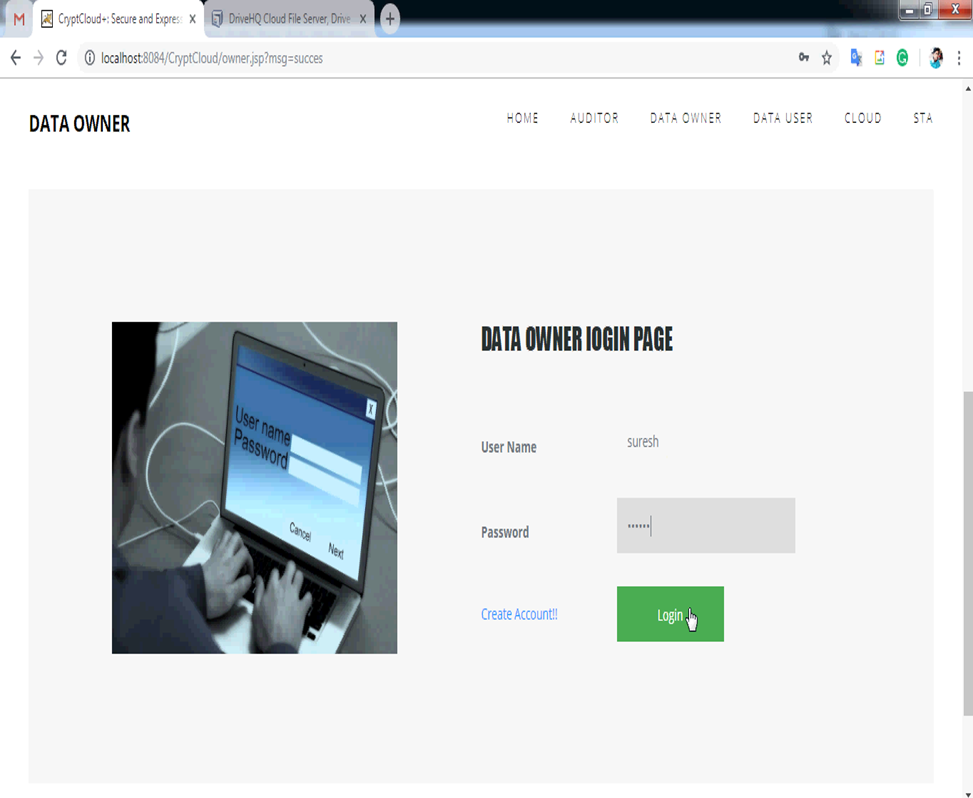 M CryptCloud+: Secure and Expres × DriveHQ Cloud File Server, Drive × +
localhost:8084/CryptCloud/owner.jsp?msg=succes
DATA OWNER
HOME AUDITOR DATA OWNER DATA USER CLOUD STA
DATA OWNER lOGIN PAGE
User name
Password
X
Cancel
Next
User Name suresh
Password ••••••
Create Account!! Login